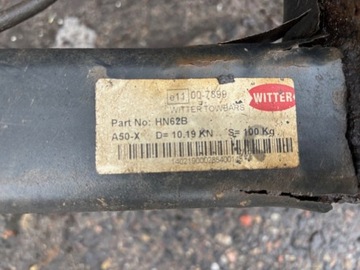 e11 00-7599
WITTER TOWBARS
WITTER
Part No: HN62B
A50-X D= 10.19 KN S= 100 Kg